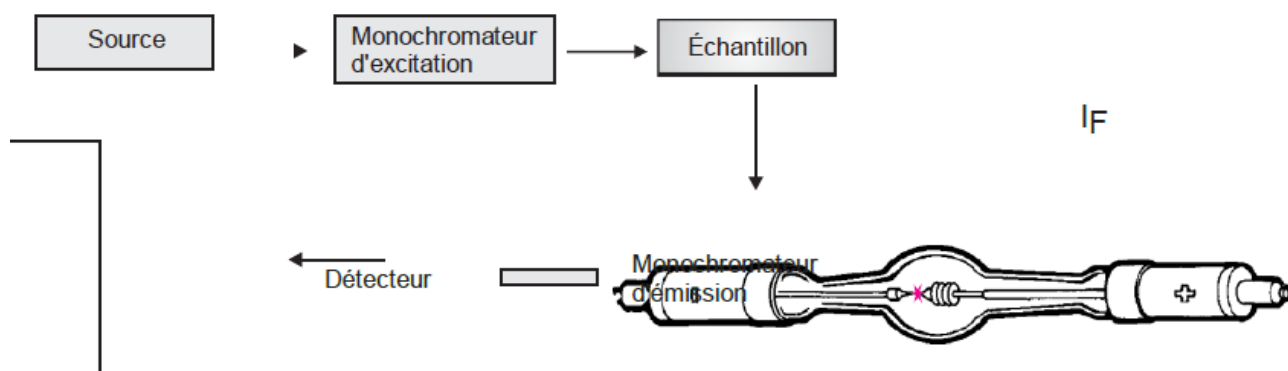 Source
Monochromateur
d'excitation
Échantillon
IF
Détecteur
Monochromateur
d'émission